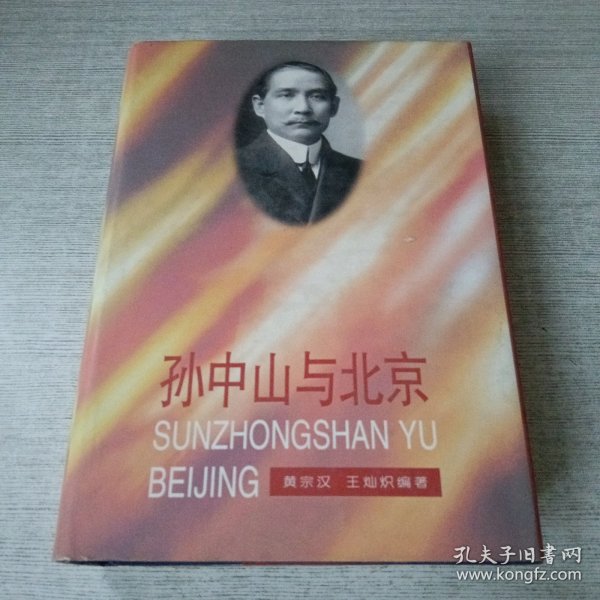 孙中山与北京
SUNZHONGSHAN YU
BEIJING
黄宗汉 王灿炽编著
孔夫子旧書网
www.kongfz.com